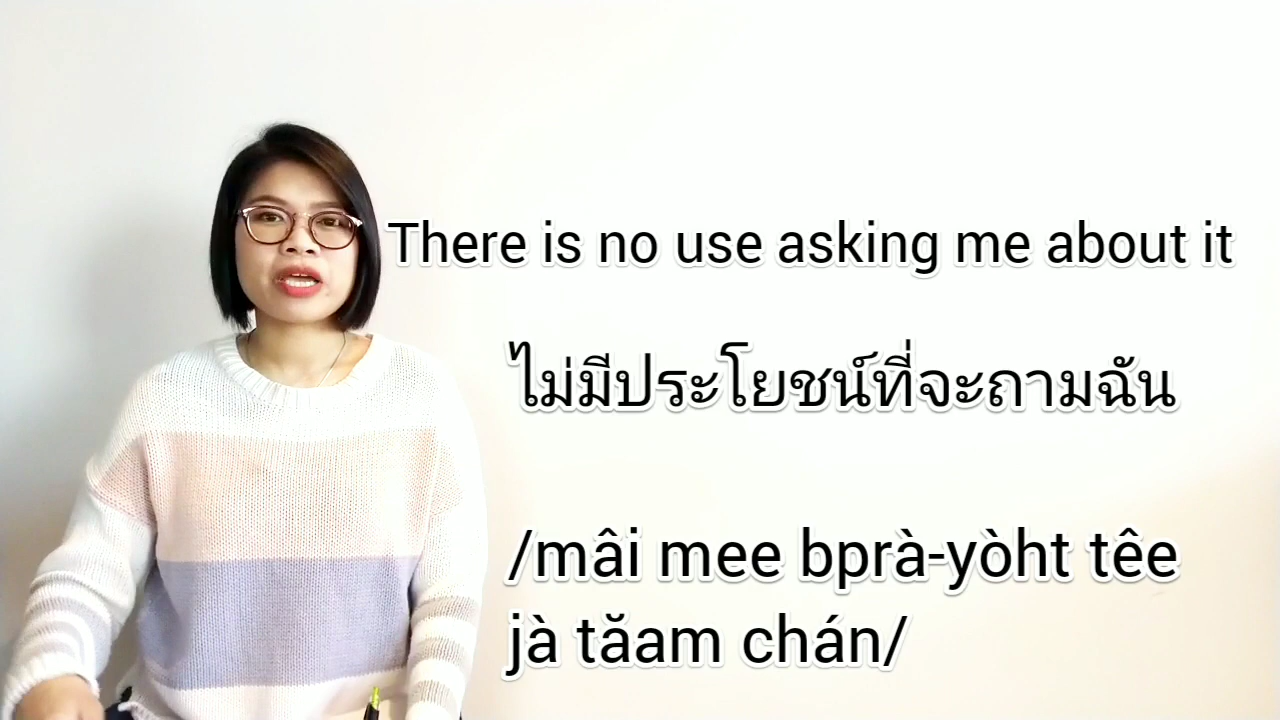 There is no use asking me about it
ไม่มีประโยชน์ที่จะถามฉัน
/mâi mee bprà-yòht têe
jà tăam chán/